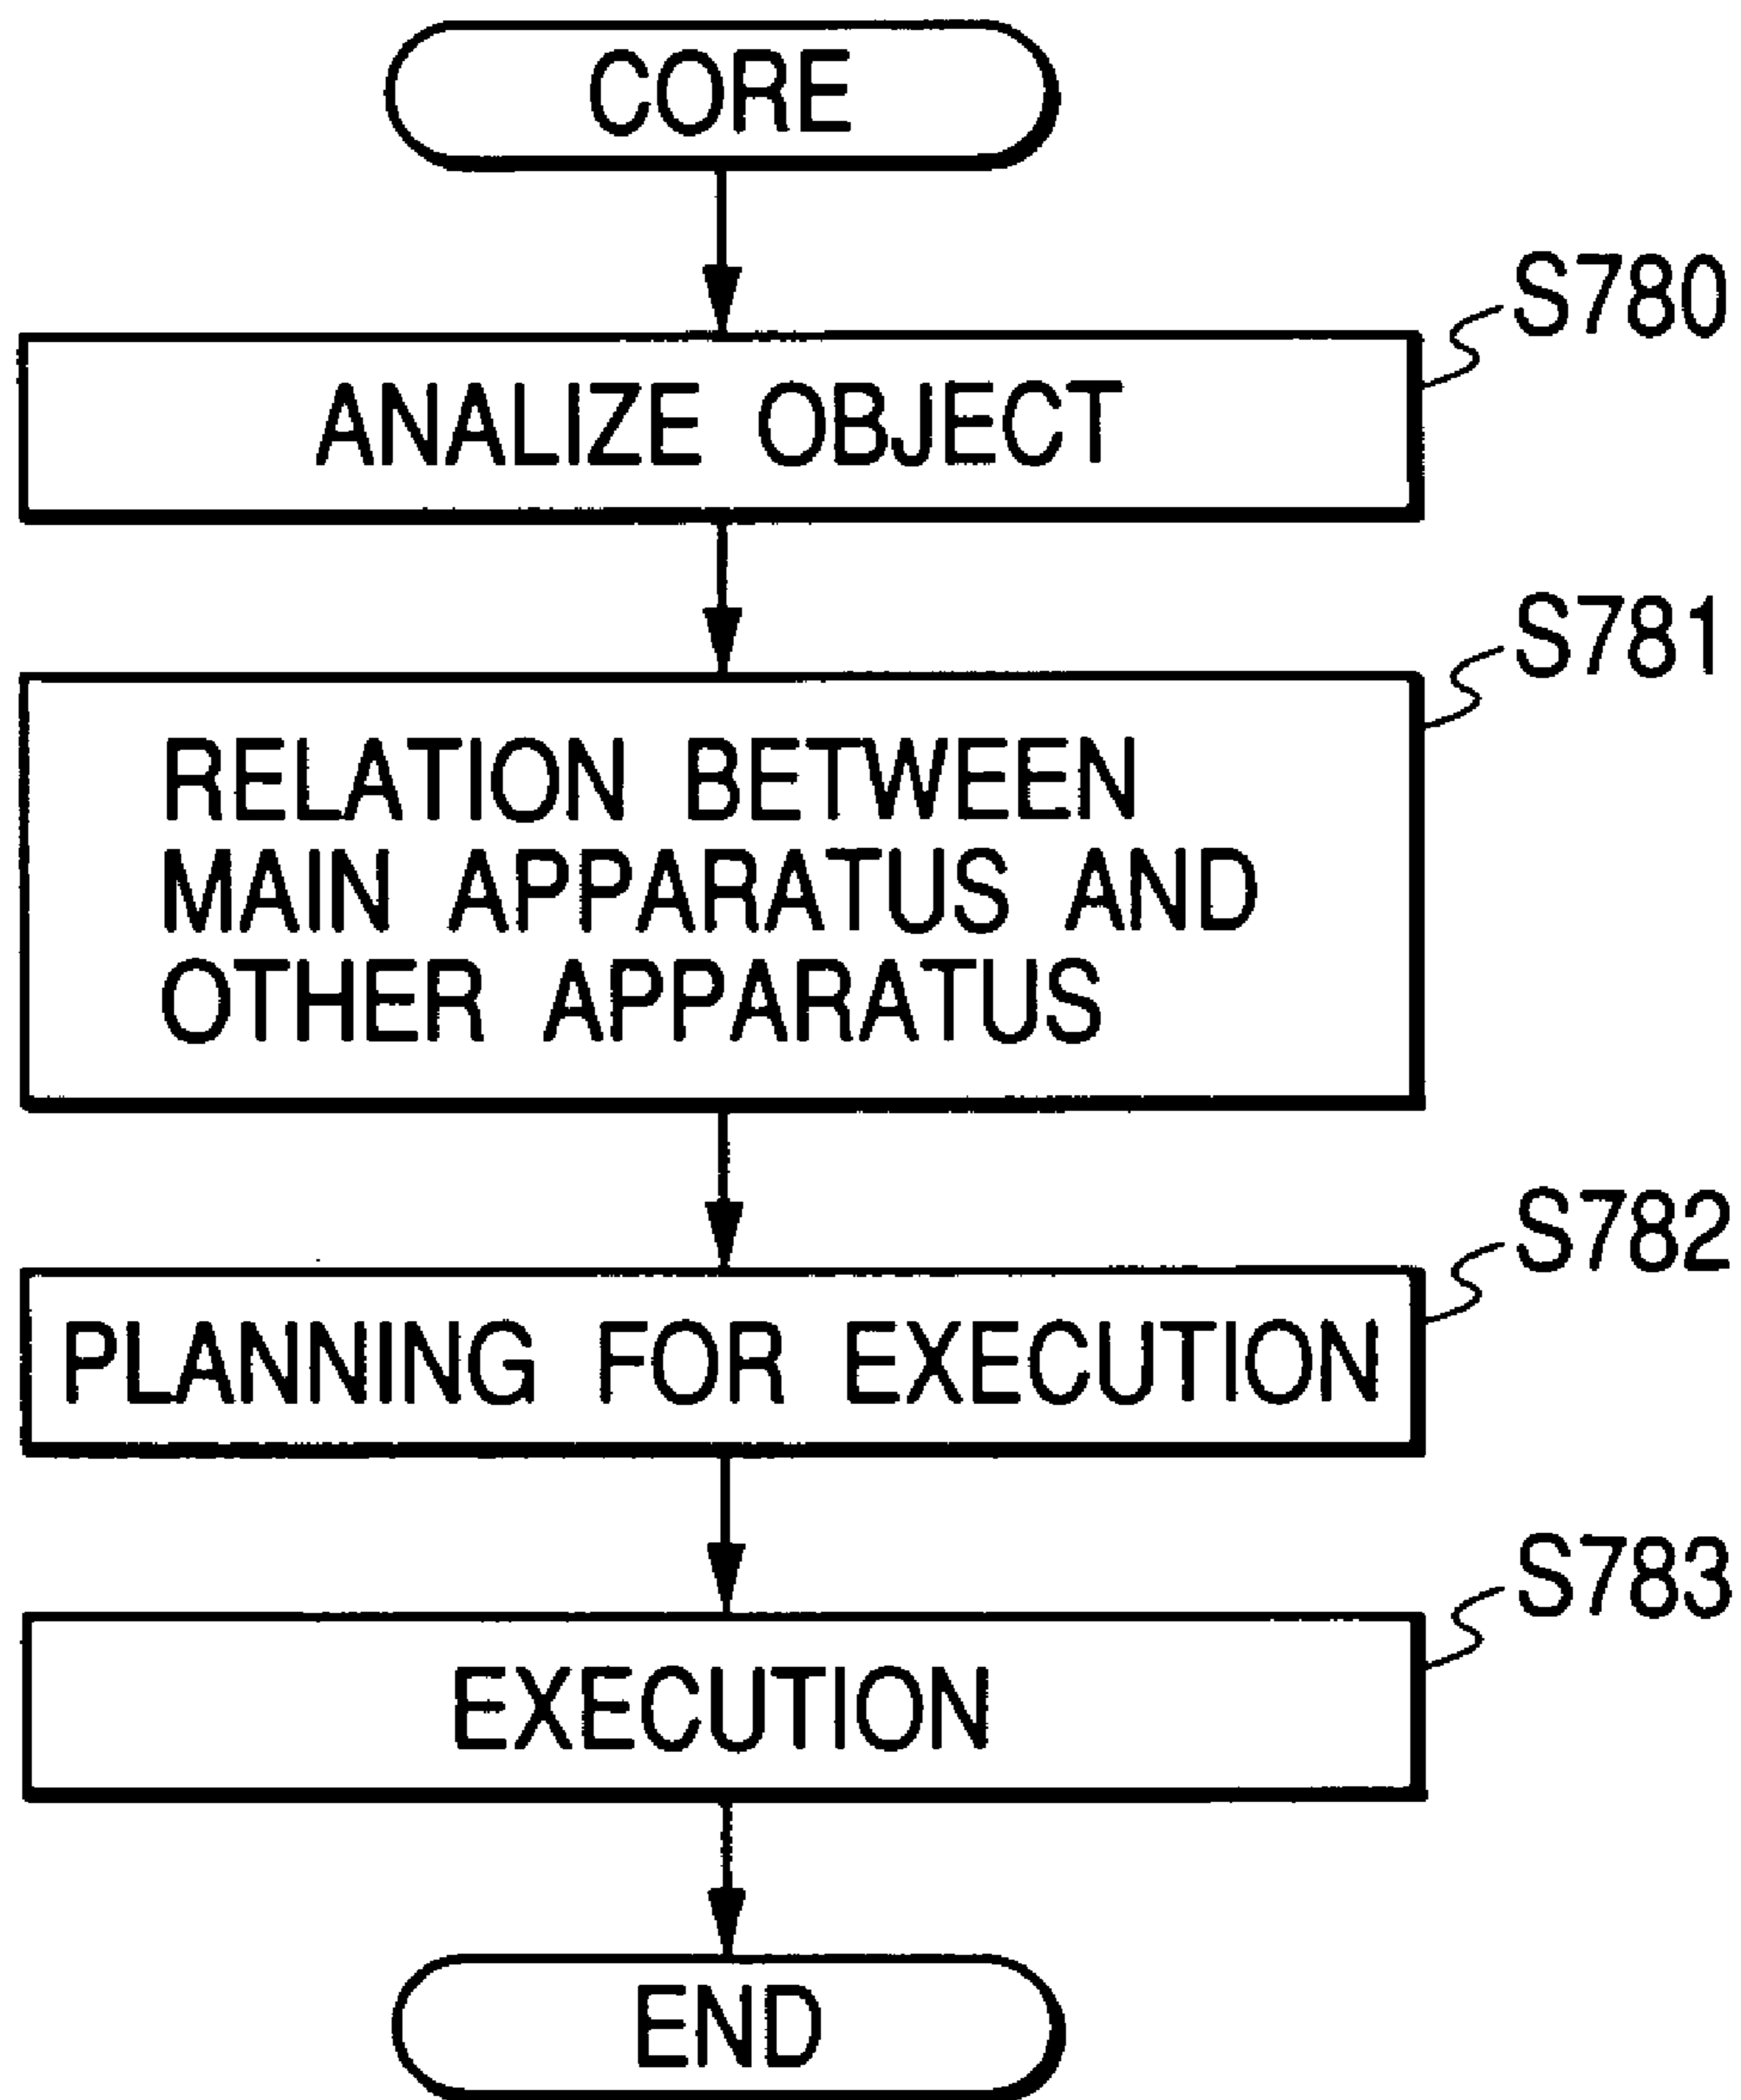 CORE
S780
ANALIZE OBJECT
S781
RELATION BETWEEN
MAIN APPARATUS AND
OTHER APPARATUS
S782
PLANNING FOR EXECUTION
S783
EXECUTION
END